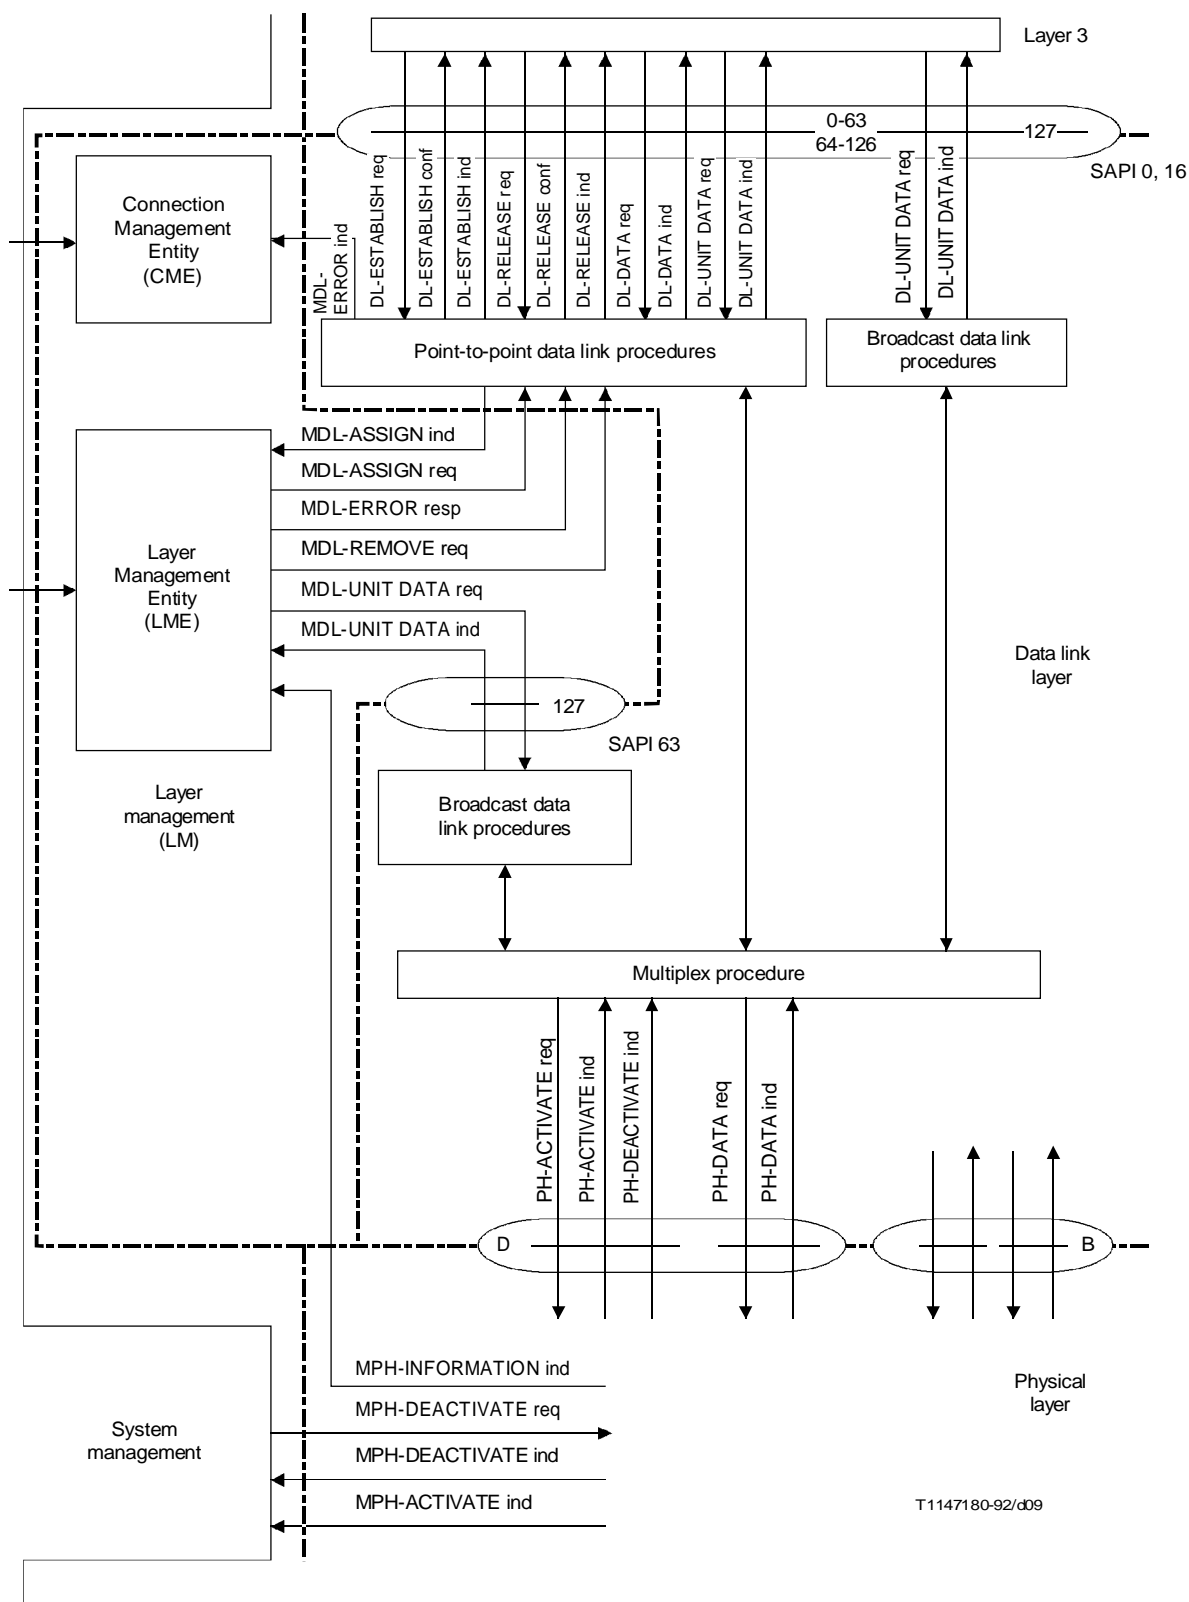 Layer 3
0-63
64-126
127
SAPI 0, 16
Connection
Management
Entity
(CME)
MDL-
ERROR ind
DL-ESTABLISH req
DL-ESTABLISH conf
DL-ESTABLISH ind
DL-RELEASE req
DL-RELEASE conf
DL-RELEASE ind
DL-DATA req
DL-DATA ind
DL-UNIT DATA req
DL-UNIT DATA ind
DL-UNIT DATA req
DL-UNIT DATA ind
Point-to-point data link procedures
Broadcast data link
procedures
MDL-ASSIGN ind
MDL-ASSIGN req
MDL-ERROR resp
MDL-REMOVE req
MDL-UNIT DATA req
MDL-UNIT DATA ind
Layer
Management
Entity
(LME)
Data link
layer
127
SAPI 63
Layer
management
(LM)
Broadcast data
link procedures
Multiplex procedure
PH-ACTIVATE req
PH-ACTIVATE ind
PH-DEACTIVATE ind
PH-DATA req
PH-DATA ind
D
B
MPH-INFORMATION ind
MPH-DEACTIVATE req
MPH-DEACTIVATE ind
MPH-ACTIVATE ind
System
management
Physical
layer
T1147180-92/d09